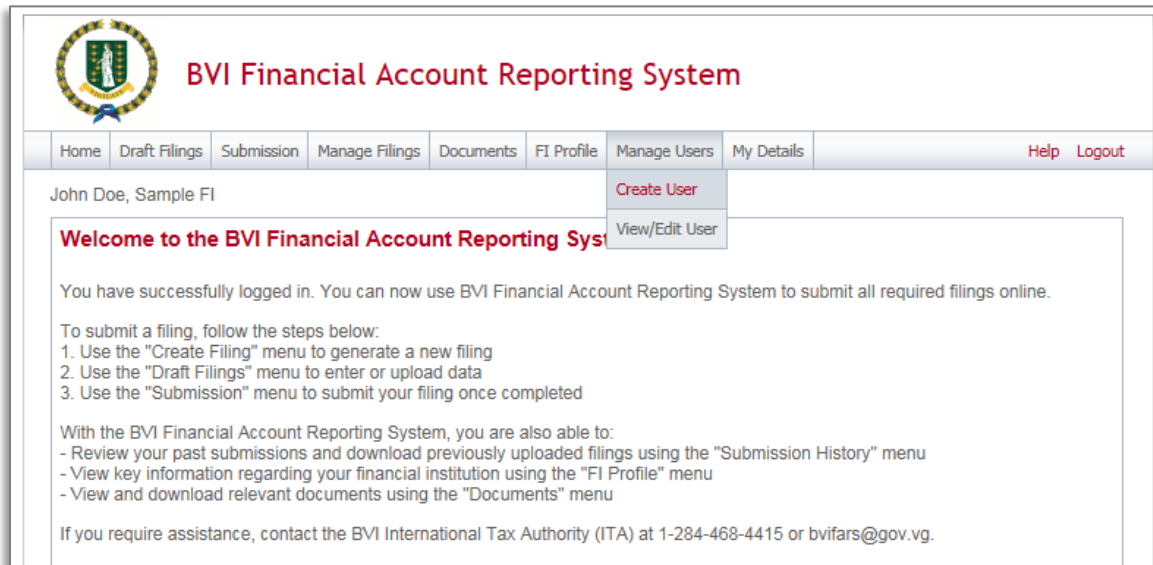 BVI Financial Account Reporting System
Home Draft Filings Submission Manage Filings Documents FI Profile Manage Users My Details Help Logout
John Doe, Sample FI
Create User
View/Edit User
Welcome to the BVI Financial Account Reporting Syst
You have successfully logged in. You can now use BVI Financial Account Reporting System to submit all required filings online.
To submit a filing, follow the steps below:
1. Use the "Create Filing" menu to generate a new filing
2. Use the "Draft Filings" menu to enter or upload data
3. Use the "Submission" menu to submit your filing once completed
With the BVI Financial Account Reporting System, you are also able to:
- Review your past submissions and download previously uploaded filings using the "Submission History" menu
- View key information regarding your financial institution using the "FI Profile" menu
- View and download relevant documents using the "Documents" menu
If you require assistance, contact the BVI International Tax Authority (ITA) at 1-284-468-4415 or bvifars@gov.vg.